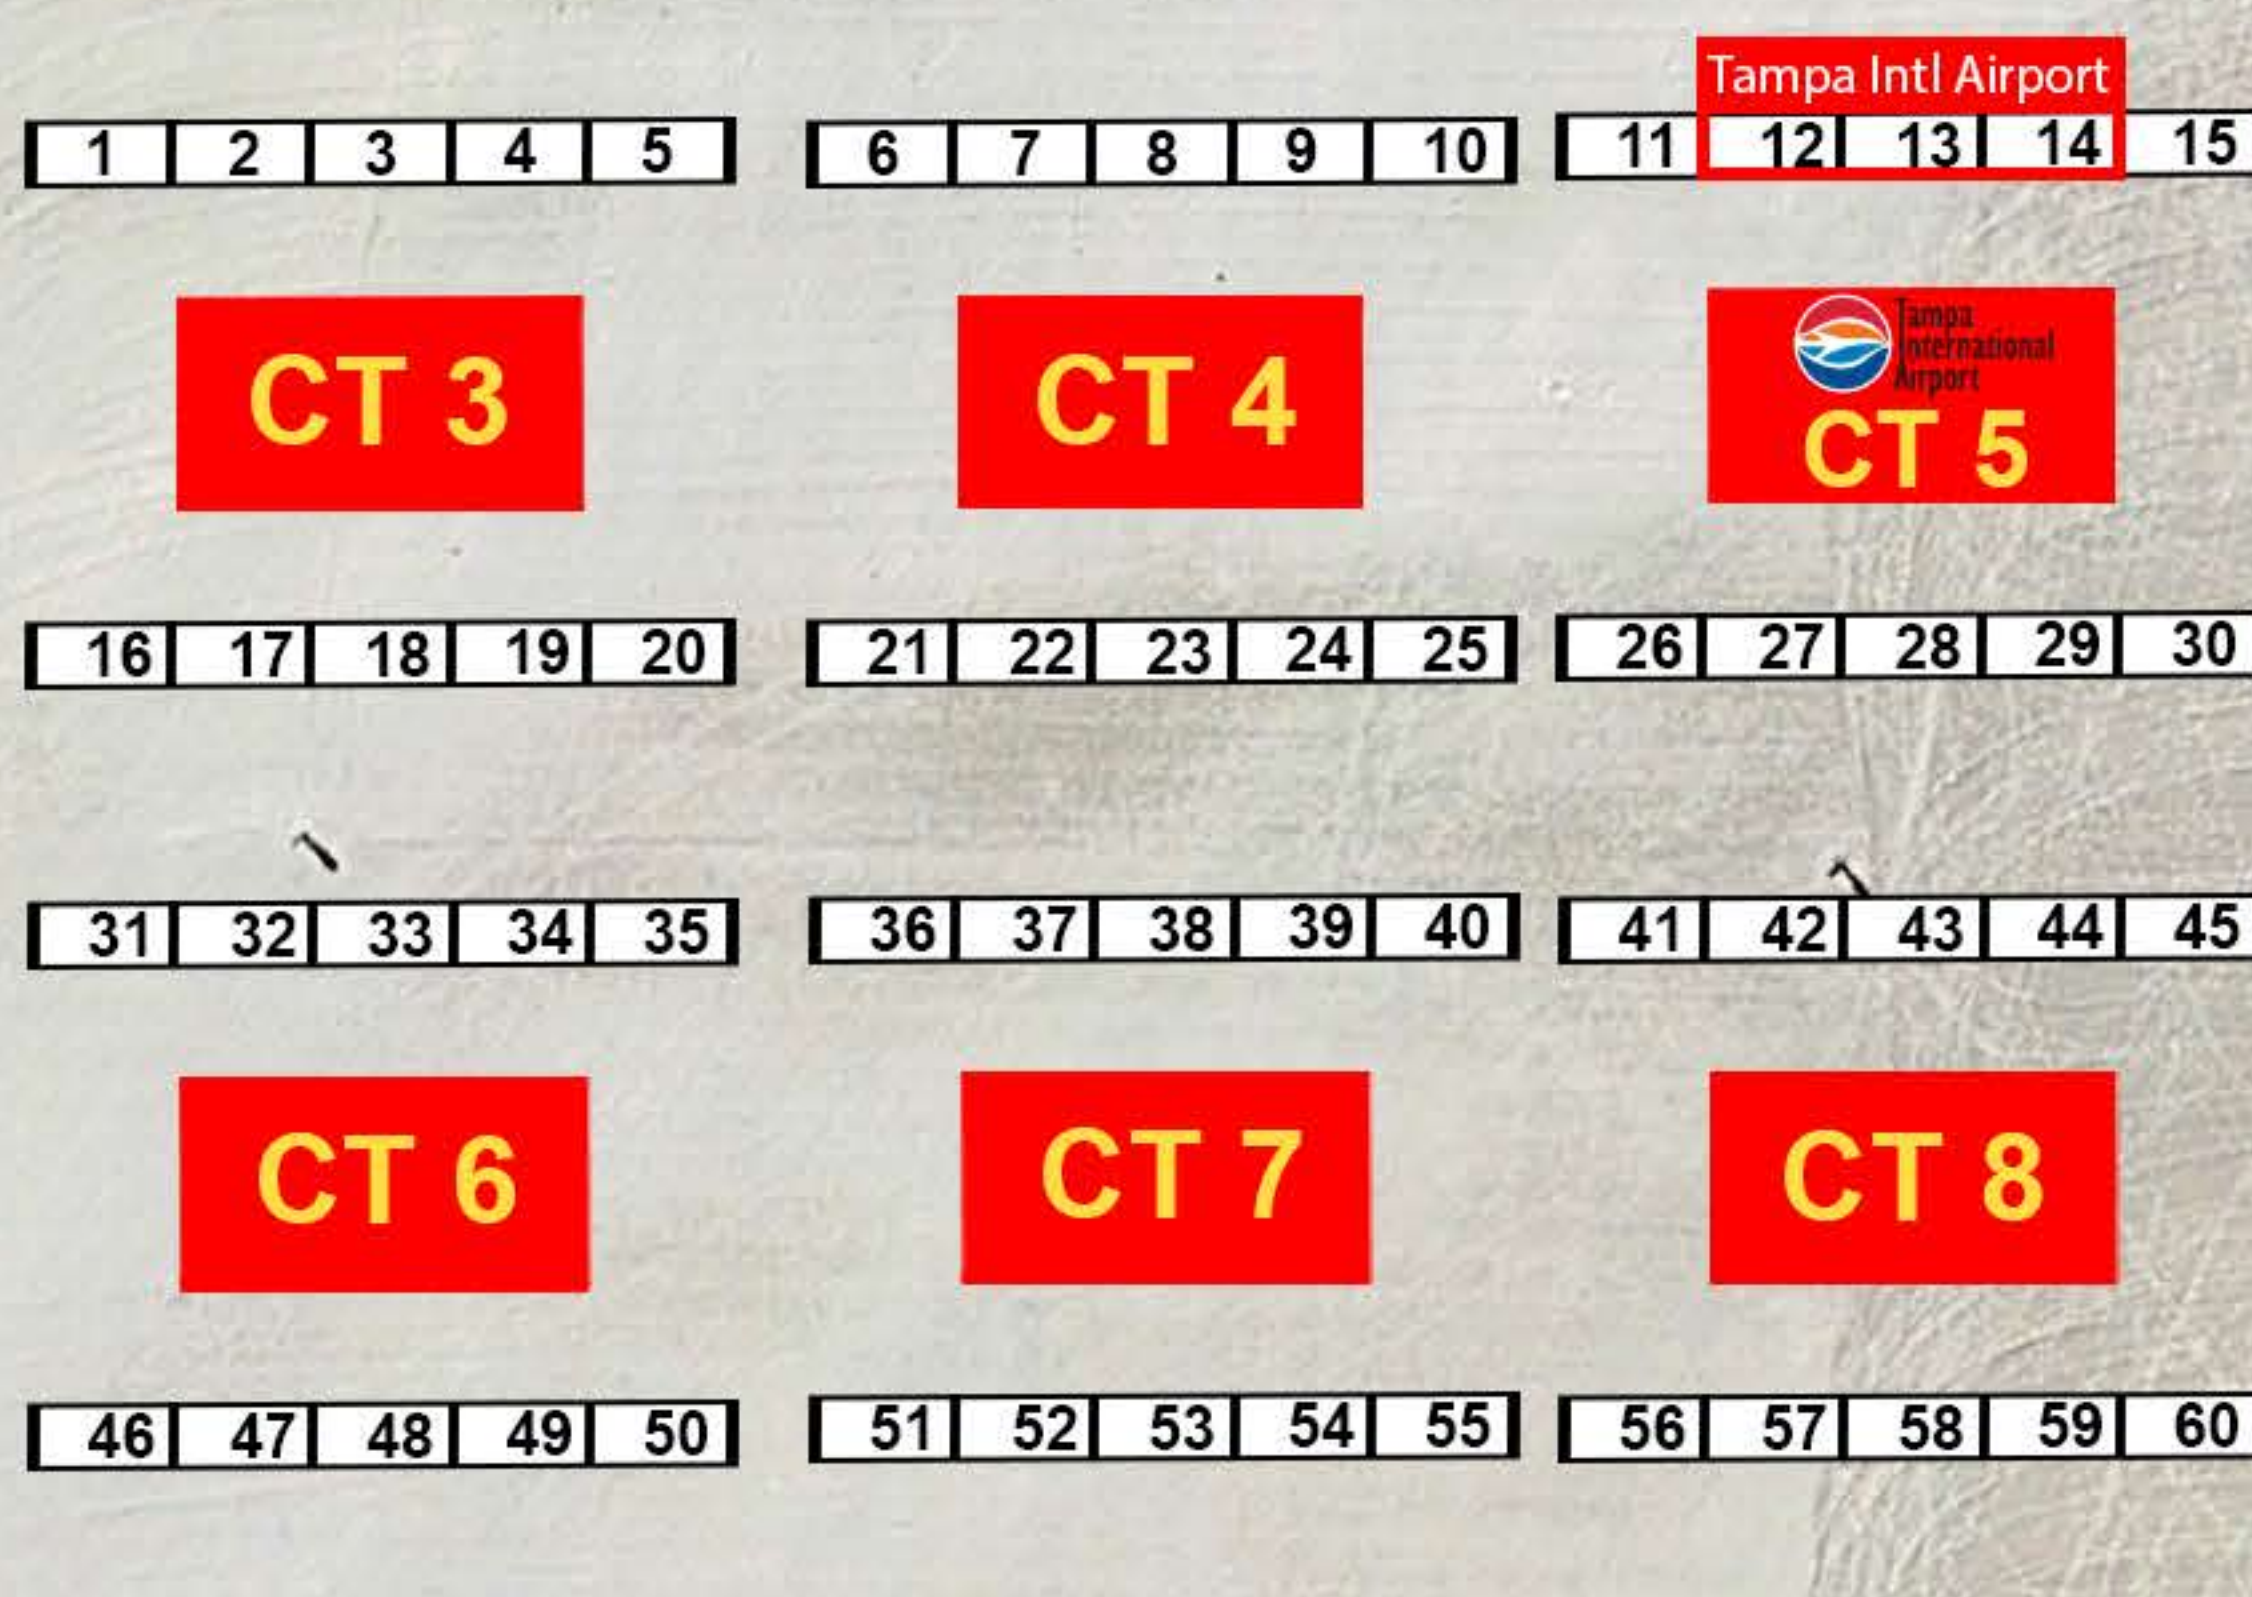 Tampa Intl Airport
1 2 3 4 5 6 7 8 9 10 11 12 13 14 15
Tampa
International
Airport
CT 3 CT 4 CT 5
16 17 18 19 20 21 22 23 24 25 26 27 28 29 30
31 32 33 34 35 36 37 38 39 40 41 42 43 44 45
CT 6 CT 7 CT 8
46 47 48 49 50 51 52 53 54 55 56 57 58 59 60